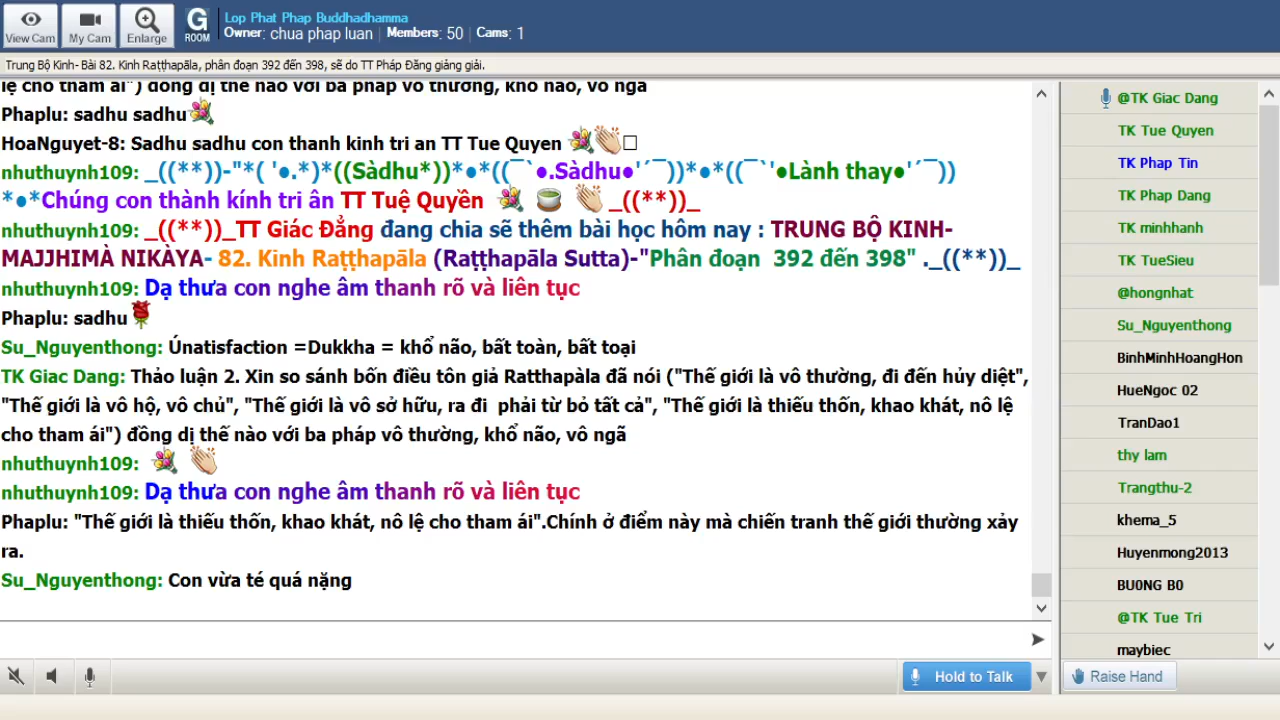 Lop Phat Phap Buddhadhamma
View Cam
My Cam
Enlarge
G
ROOM
Owner: chua phap luan | Members: 50 | Cams: 1
Trung Bộ Kinh- Bài 82. Kinh Raṭṭhapāla, phân đoạn 392 đến 398, sẽ do TT Pháp Đăng giảng giải.
lệ cho tham ái") đồng dị thế nào với ba pháp vô thường, khổ não, vô ngã
Phaplu: sadhu sadhu
HoaNguyet-8: Sadhu sadhu con thanh kinh tri an TT Tue Quyen
nhuthuynh109: _((**))-"*( '●.*)*((Sàdhu*))*●*((¯`●.Sàdhu●'´¯))*●*((¯`'●Lành thay●'´¯))
*●*Chúng con thành kính tri ân TT Tuệ Quyền _((**))_
nhuthuynh109: _((**))_TT Giác Đẳng đang chia sẽ thêm bài học hôm nay : TRUNG BỘ KINH-
MAJJHIMÀ NIKÀYA- 82. Kinh Raṭṭhapāla (Raṭṭhapāla Sutta)-"Phân đoạn 392 đến 398" ._((**))_
nhuthuynh109: Dạ thưa con nghe âm thanh rõ và liên tục
Phaplu: sadhu
Su_Nguyenthong: Únatisfaction =Dukkha = khổ não, bất toàn, bất toại
TK Giac Dang: Thảo luận 2. Xin so sánh bốn điều tôn giả Ratthapàla đã nói ("Thế giới là vô thường, đi đến hủy diệt",
"Thế giới là vô hộ, vô chủ", "Thế giới là vô sở hữu, ra đi phải từ bỏ tất cả", "Thế giới là thiếu thốn, khao khát, nô lệ
cho tham ái") đồng dị thế nào với ba pháp vô thường, khổ não, vô ngã
nhuthuynh109:
nhuthuynh109: Dạ thưa con nghe âm thanh rõ và liên tục
Phaplu: "Thế giới là thiếu thốn, khao khát, nô lệ cho tham ái".Chính ở điểm này mà chiến tranh thế giới thường xảy
ra.
Su_Nguyenthong: Con vừa té quá nặng
Hold to Talk
@TK Giac Dang
TK Tue Quyen
TK Phap Tin
TK Phap Dang
TK minhhanh
TK TueSieu
@hongnhat
Su_Nguyenthong
BinhMinhHoangHon
HueNgoc 02
TranDao1
thy lam
Trangthu-2
khema_5
Huyenmong2013
BU0NG B0
@TK Tue Tri
maybiec
Raise Hand